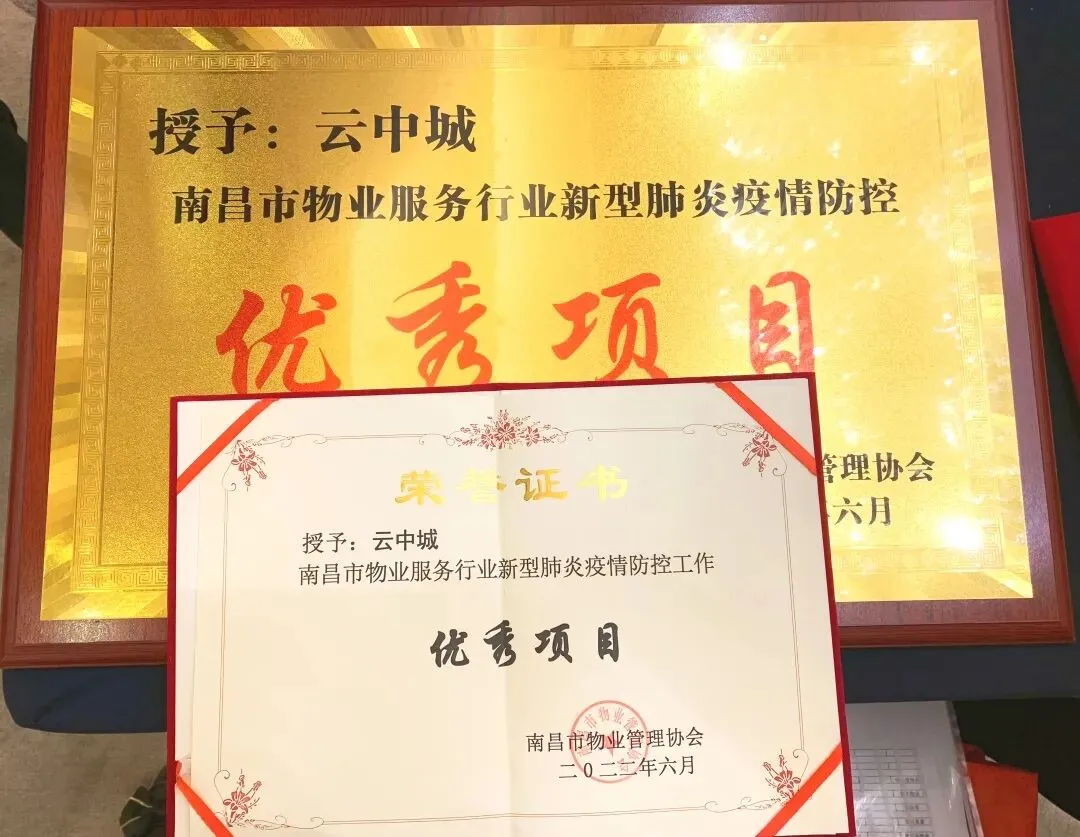 授予：云中城
南昌市物业服务行业新型肺炎疫情防控
优秀项目
管理协会
六月
荣誉证书
授予：云中城
南昌市物业服务行业新型肺炎疫情防控工作
优秀项目
南昌市物业管理协会
二0二二年六月